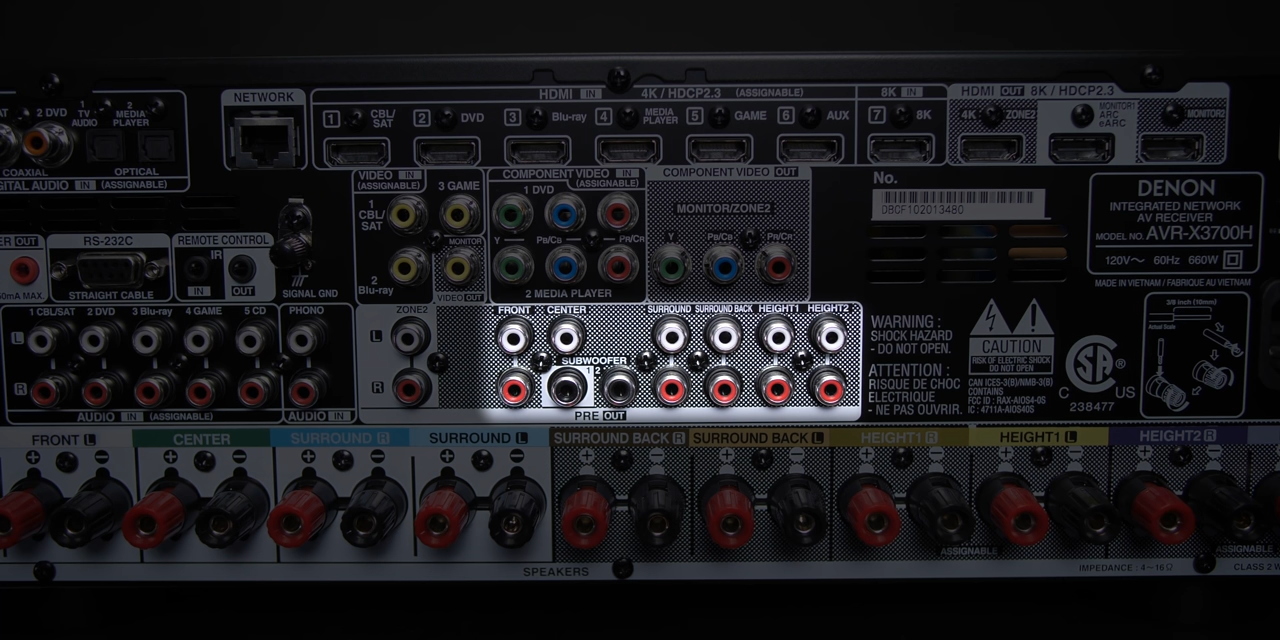 NETWORK
HDMI IN 4K / HDCP2.3 (ASSIGNABLE)
8K IN
HDMI OUT 8K / HDCP2.3
2 DVD
1 TV AUDIO
2 MEDIA PLAYER
1 CBL/SAT
2 DVD
3 Blu-ray
4 MEDIA PLAYER
5 GAME
6 AUX
7 8K
4K ZONE2
MONITOR1 ARC eARC
MONITOR2
COAXIAL
OPTICAL
DIGITAL AUDIO IN (ASSIGNABLE)
VIDEO IN
(ASSIGNABLE)
3 GAME
1 CBL/SAT
MONITOR
2 Blu-ray
VIDEO OUT
COMPONENT VIDEO IN
(ASSIGNABLE)
1 DVD
Y PB/CB PR/CR
2 MEDIA PLAYER
COMPONENT VIDEO OUT
MONITOR/ZONE2
Y PB/CB PR/CR
No.
DBCF102013480
DENON
INTEGRATED NETWORK
AV RECEIVER
MODEL NO. AVR-X3700H
120V~ 60Hz 660W
MADE IN VIETNAM / FABRIQUÉ AU VIETNAM
OUT
RS-232C
STRAIGHT CABLE
REMOTE CONTROL
IR
IN OUT
SIGNAL GND
1 CBL/SAT 2 DVD 3 Blu-ray 4 GAME 5 CD PHONO
L
R
AUDIO IN (ASSIGNABLE)
AUDIO IN
ZONE2
L
R
FRONT CENTER SURROUND SURROUND BACK HEIGHT1 HEIGHT2
SUBWOOFER
1 2
PRE OUT
WARNING :
SHOCK HAZARD
- DO NOT OPEN.
ATTENTION :
RISQUE DE CHOC
ELECTRIQUE
- NE PAS OUVRIR.
CAUTION
RISK OF ELECTRIC SHOCK
DO NOT OPEN
CAN ICES-3(B)/NMB-3(B)
CONTAINS
FCC ID : RAX-AIOS4-05
IC : 4711A-AIOS405
SA
C US
®
238477
3/8 inch (10mm)
Actual Scale
FRONT L CENTER SURROUND R SURROUND L SURROUND BACK R SURROUND BACK L HEIGHT1 R HEIGHT1 L HEIGHT2 R
ASSIGNABLE
ASSIGNABLE
SPEAKERS
IMPEDANCE : 4~16Ω
CLASS 2 W